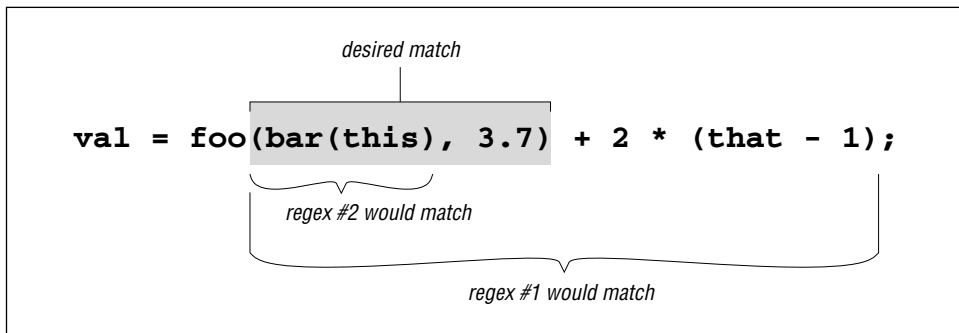 desired match
val = foo(bar(this), 3.7) + 2 * (that - 1);
regex #2 would match
regex #1 would match